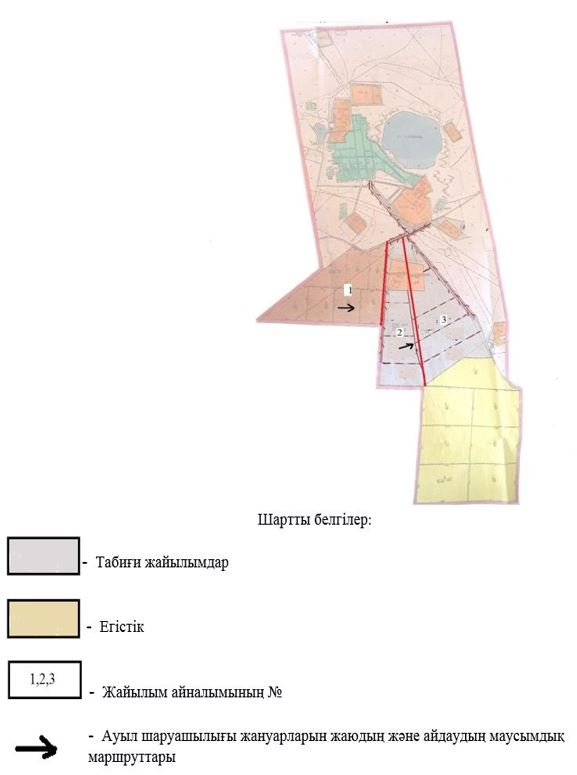 1
2
3
Шартты белгілер:
- Табиғи жайылымдар
- Егістік
1,2,3
- Жайылым айналымының №
- Ауыл шаруашылығы жануарларын жаюдың және айдаудың маусымдық
маршруттары